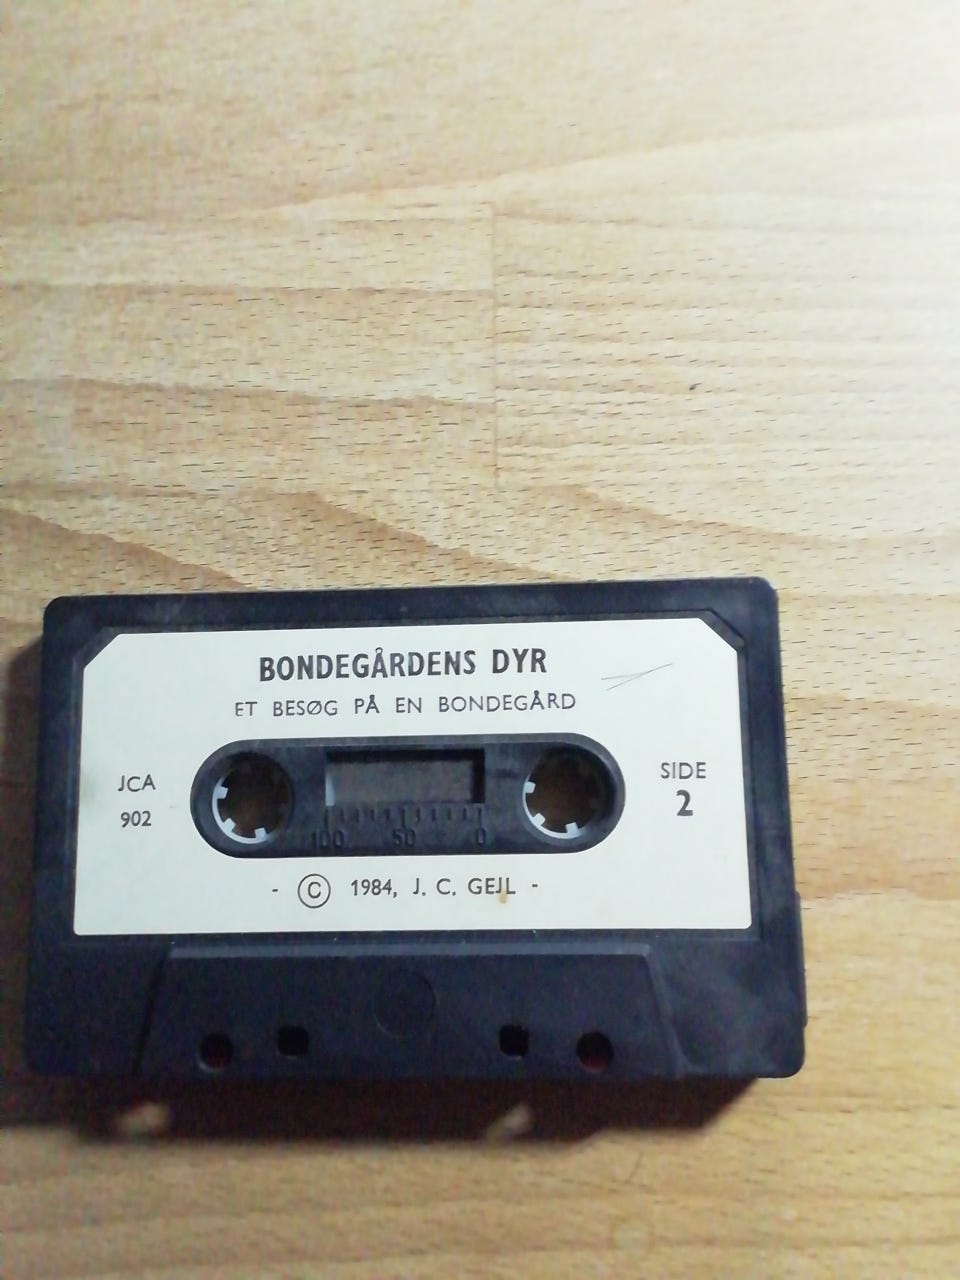 BONDEGÅRDENS DYR
ET BESØG PÅ EN BONDEGÅRD
JCA
902
SIDE
2
100 50 0
- © 1984, J. C. GEJL -